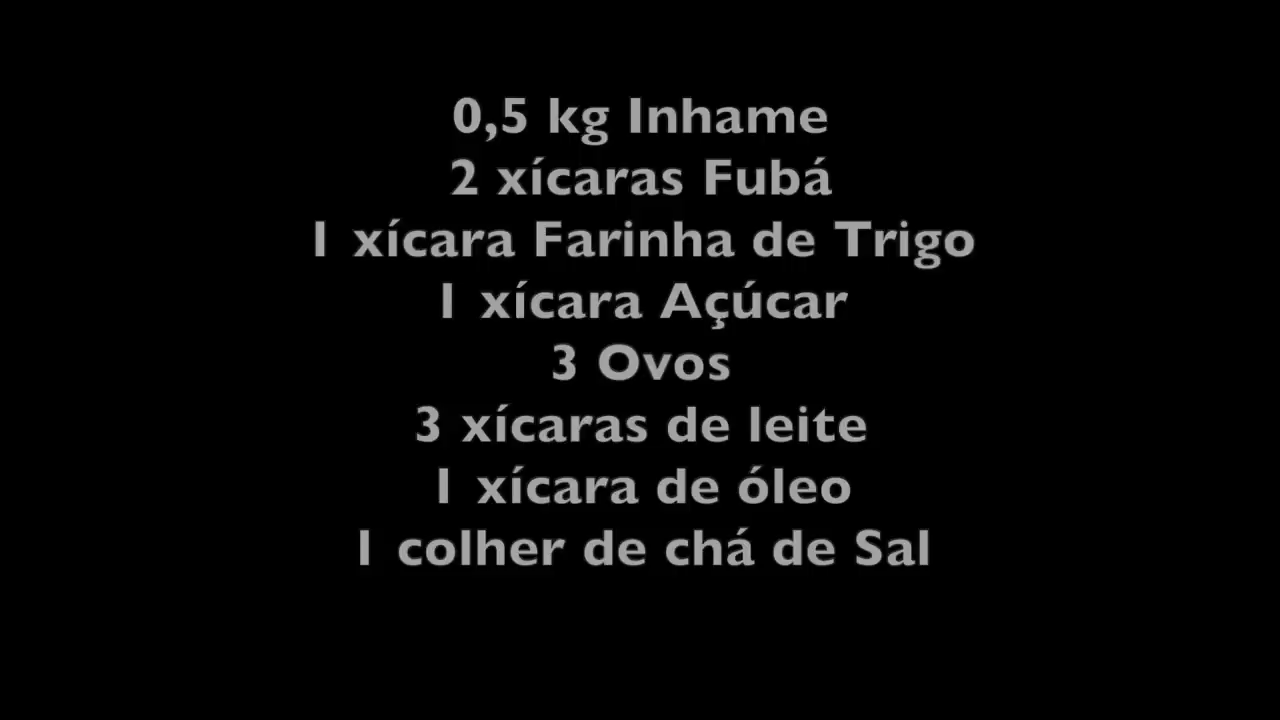 0,5 kg Inhame
2 xícaras Fubá
1 xícara Farinha de Trigo
1 xícara Açúcar
3 Ovos
3 xícaras de leite
1 xícara de óleo
1 colher de chá de Sal